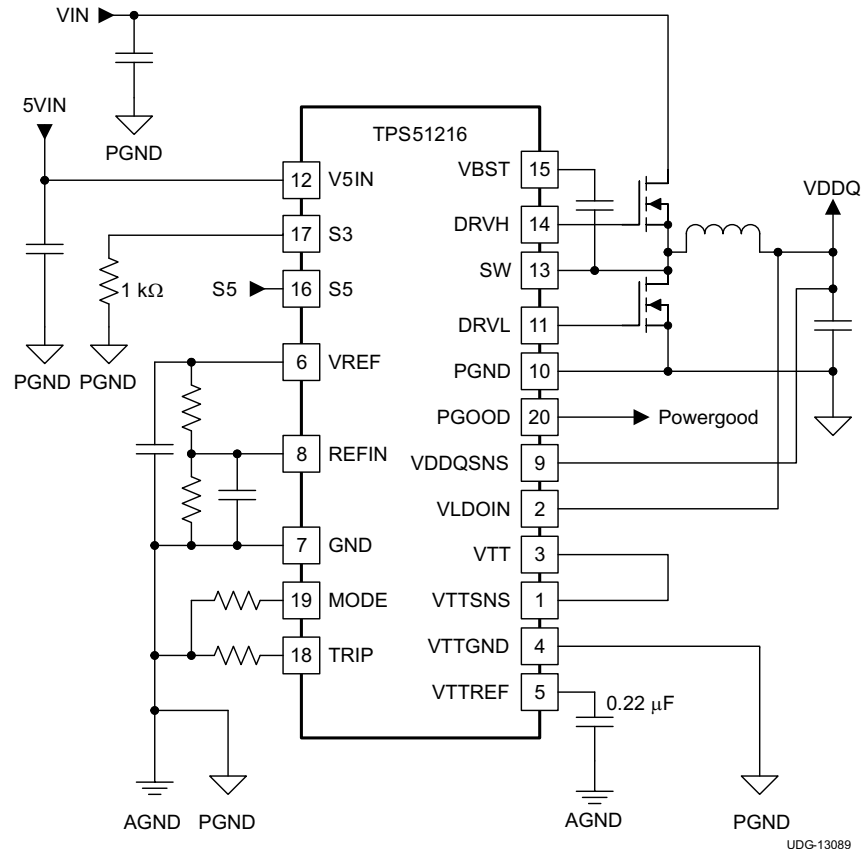 VIN
5VIN
PGND
TPS51216
12 V5IN
17 S3
1 kΩ
S5 16 S5
PGND PGND
6 VREF
8 REFIN
7 GND
19 MODE
18 TRIP
AGND PGND
VBST 15
DRVH 14
SW 13
DRVL 11
PGND 10
PGOOD 20 Powergood
VDDQSNS 9
VLDOIN 2
VTT 3
VTTSNS 1
VTTGND 4
VTTREF 5
0.22 μF
VDDQ
AGND
PGND
UDG-13089